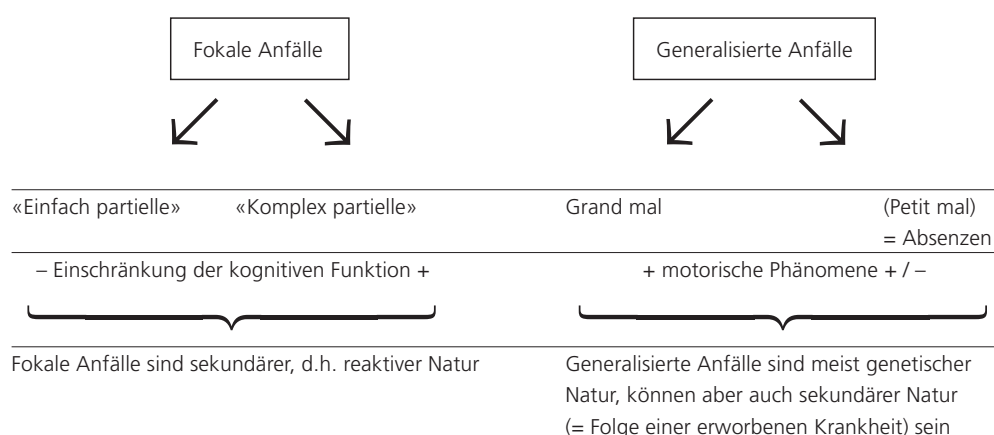 Fokale Anfälle
Generalisierte Anfälle
«Einfach partielle»
«Komplex partielle»
Grand mal
(Petit mal)
= Absenzen
– Einschränkung der kognitiven Funktion +
+ motorische Phänomene + / –
Fokale Anfälle sind sekundärer, d.h. reaktiver Natur
Generalisierte Anfälle sind meist genetischer
Natur, können aber auch sekundärer Natur
(= Folge einer erworbenen Krankheit) sein